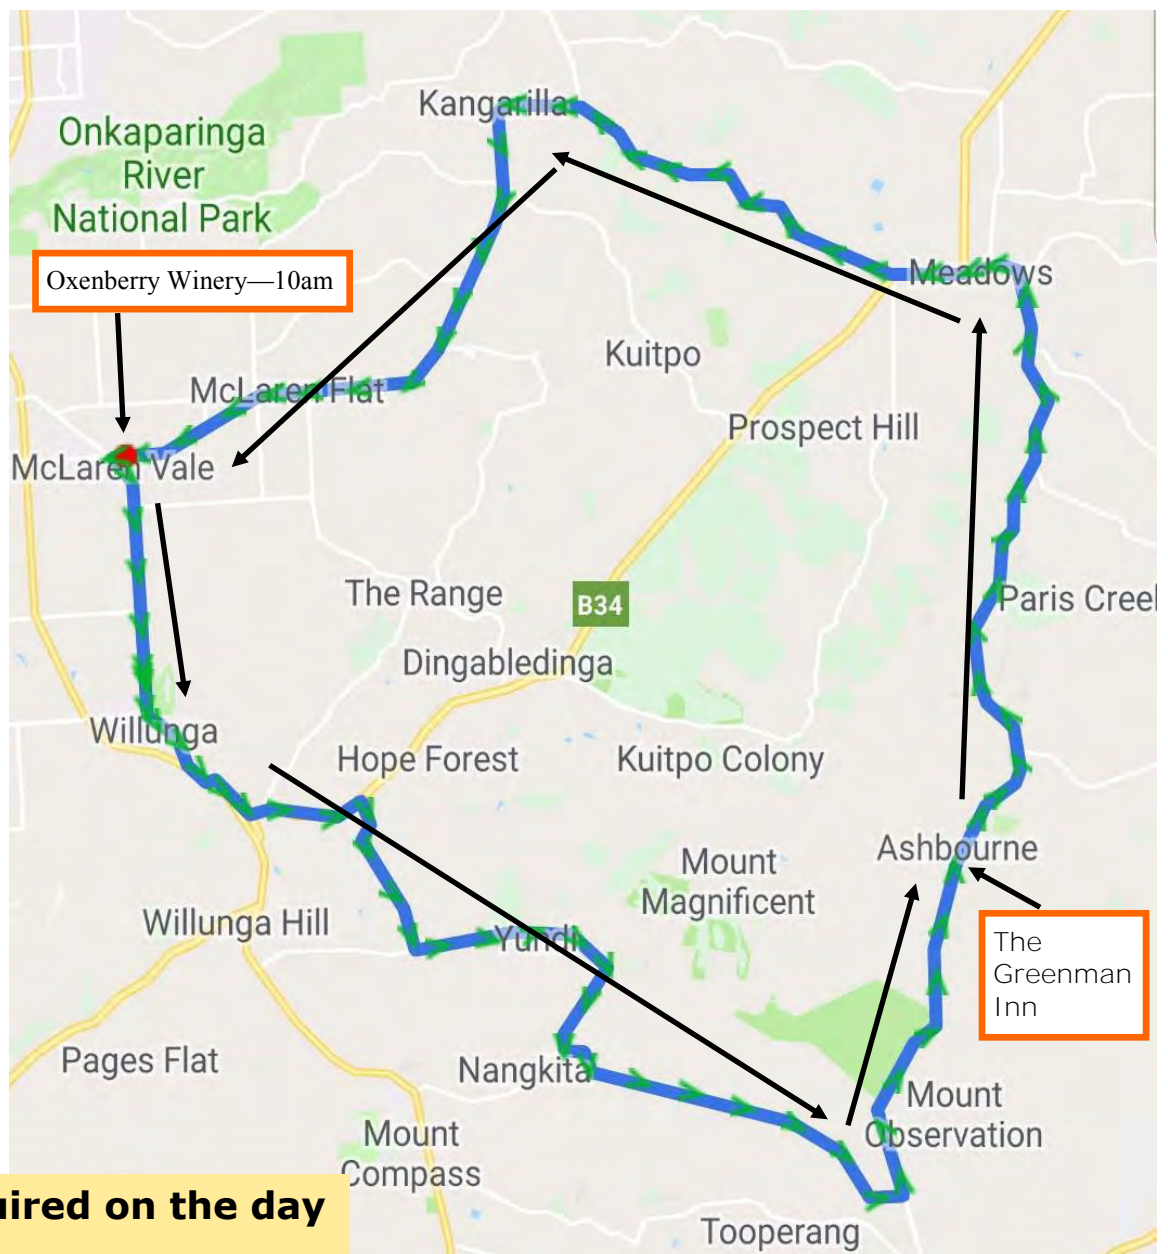 Kangarilla
Onkaparinga
River
National Park
Oxenberry Winery—10am
Meadows
Kuitpo
McLaren Flat
Prospect Hill
McLaren Vale
The Range
B34
Paris Creek
Dingabledinga
Willunga
Hope Forest
Kuitpo Colony
Ashbourne
Mount
Magnificent
Willunga Hill
Yundi
The
Greenman
Inn
Pages Flat
Nangkita
Mount
Observation
Mount
Compass
uired on the day
Tooperang